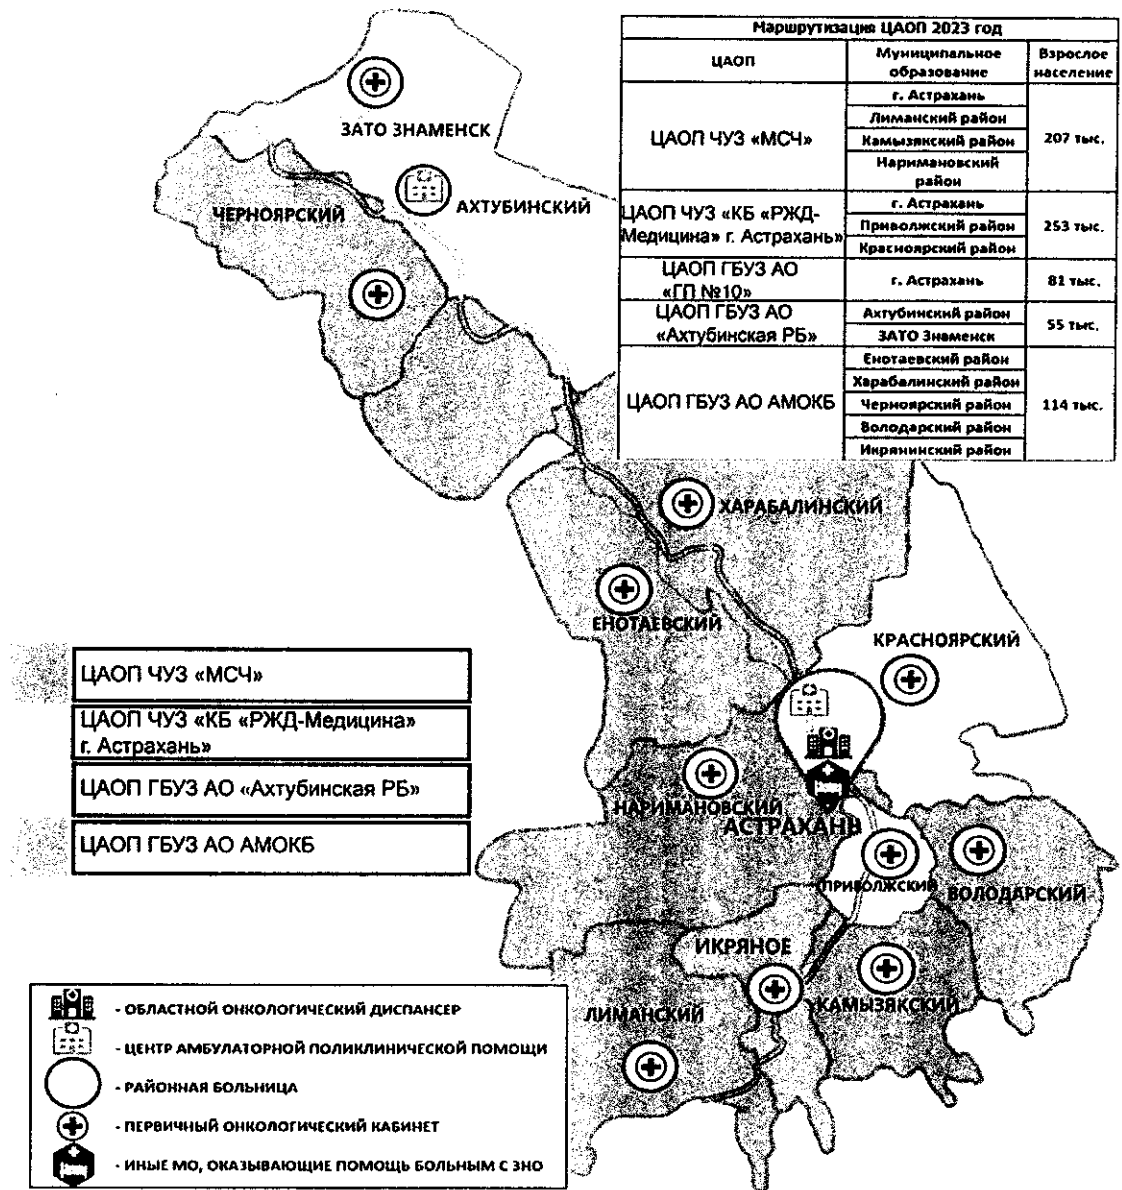 Маршрутизация ЦАОП 2023 год
ЦАОП
Муниципальное
образование
Взрослое
население
ЦАОП ЧУЗ «МСЧ»
г. Астрахань
Лиманский район
Камызякский район
Наримановский
район
207 тыс.
ЦАОП ЧУЗ «КБ «РЖД-
Медицина» г. Астрахань»
г. Астрахань
Приволжский район
Красноярский район
253 тыс.
ЦАОП ГБУЗ АО
«ГП №10»
г. Астрахань
81 тыс.
ЦАОП ГБУЗ АО
«Ахтубинская РБ»
Ахтубинский район
ЗАТО Знаменск
55 тыс.
ЦАОП ГБУЗ АО АМОКБ
Енотаевский район
Харабалинский район
Черноярский район
Володарский район
Икрянинский район
114 тыс.
ЗАТО ЗНАМЕНСК
АХТУБИНСКИЙ
ЧЕРНОЯРСКИЙ
ХАРАБАЛИНСКИЙ
ЕНОТАЕВСКИЙ
КРАСНОЯРСКИЙ
НАРИМАНОВСКИЙ
АСТРАХАНЬ
ПРИВОЛЖСКИЙ
ВОЛОДАРСКИЙ
ИКРЯНОЕ
ЛИМАНСКИЙ
КАМЫЗЯКСКИЙ
ЦАОП ЧУЗ «МСЧ»
ЦАОП ЧУЗ «КБ «РЖД-Медицина»
г. Астрахань»
ЦАОП ГБУЗ АО «Ахтубинская РБ»
ЦАОП ГБУЗ АО АМОКБ
- ОБЛАСТНОЙ ОНКОЛОГИЧЕСКИЙ ДИСПАНСЕР
- ЦЕНТР АМБУЛАТОРНОЙ ПОЛИКЛИНИЧЕСКОЙ ПОМОЩИ
- РАЙОННАЯ БОЛЬНИЦА
- ПЕРВИЧНЫЙ ОНКОЛОГИЧЕСКИЙ КАБИНЕТ
- ИНЫЕ МО, ОКАЗЫВАЮЩИЕ ПОМОЩЬ БОЛЬНЫМ С ЗНО